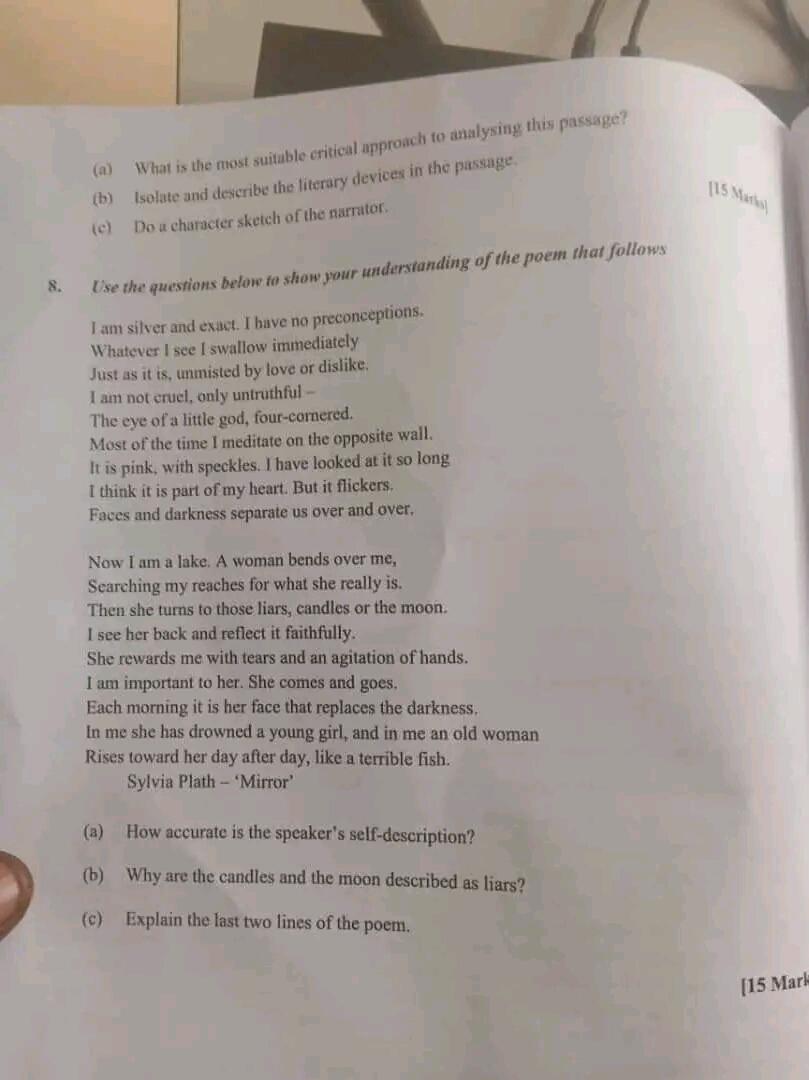 (a) What is the most suitable critical approach to analysing this passage?
(b) Isolate and describe the literary devices in the passage.
(c) Do a character sketch of the narrator.
[15 Marks]
8. Use the questions below to show your understanding of the poem that follows
I am silver and exact. I have no preconceptions.
Whatever I see I swallow immediately
Just as it is, unmisted by love or dislike.
I am not cruel, only untruthful –
The eye of a little god, four-cornered.
Most of the time I meditate on the opposite wall.
It is pink, with speckles. I have looked at it so long
I think it is part of my heart. But it flickers.
Faces and darkness separate us over and over.
Now I am a lake. A woman bends over me,
Searching my reaches for what she really is.
Then she turns to those liars, candles or the moon.
I see her back and reflect it faithfully.
She rewards me with tears and an agitation of hands.
I am important to her. She comes and goes.
Each morning it is her face that replaces the darkness.
In me she has drowned a young girl, and in me an old woman
Rises toward her day after day, like a terrible fish.
Sylvia Plath – ‘Mirror’
(a) How accurate is the speaker's self-description?
(b) Why are the candles and the moon described as liars?
(c) Explain the last two lines of the poem.
[15 Mark